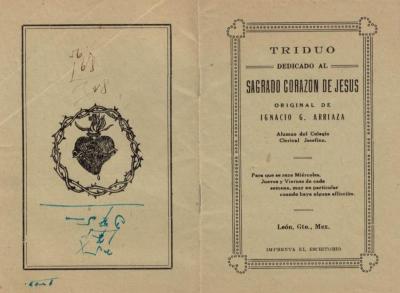 TRIDUO
DEDICADO AL
SAGRADO CORAZON DE JESUS
ORIGINAL DE
IGNACIO G. ARRIAZA
Alumno del Colegio
Clerical Josefino.
Para que se rece Miércoles,
Jueves y Viernes de cada
semana, muy en particular
cuando haya alguna aflicción.
León, Gto., Mex.
IMPRENTA EL ESCRITORIO